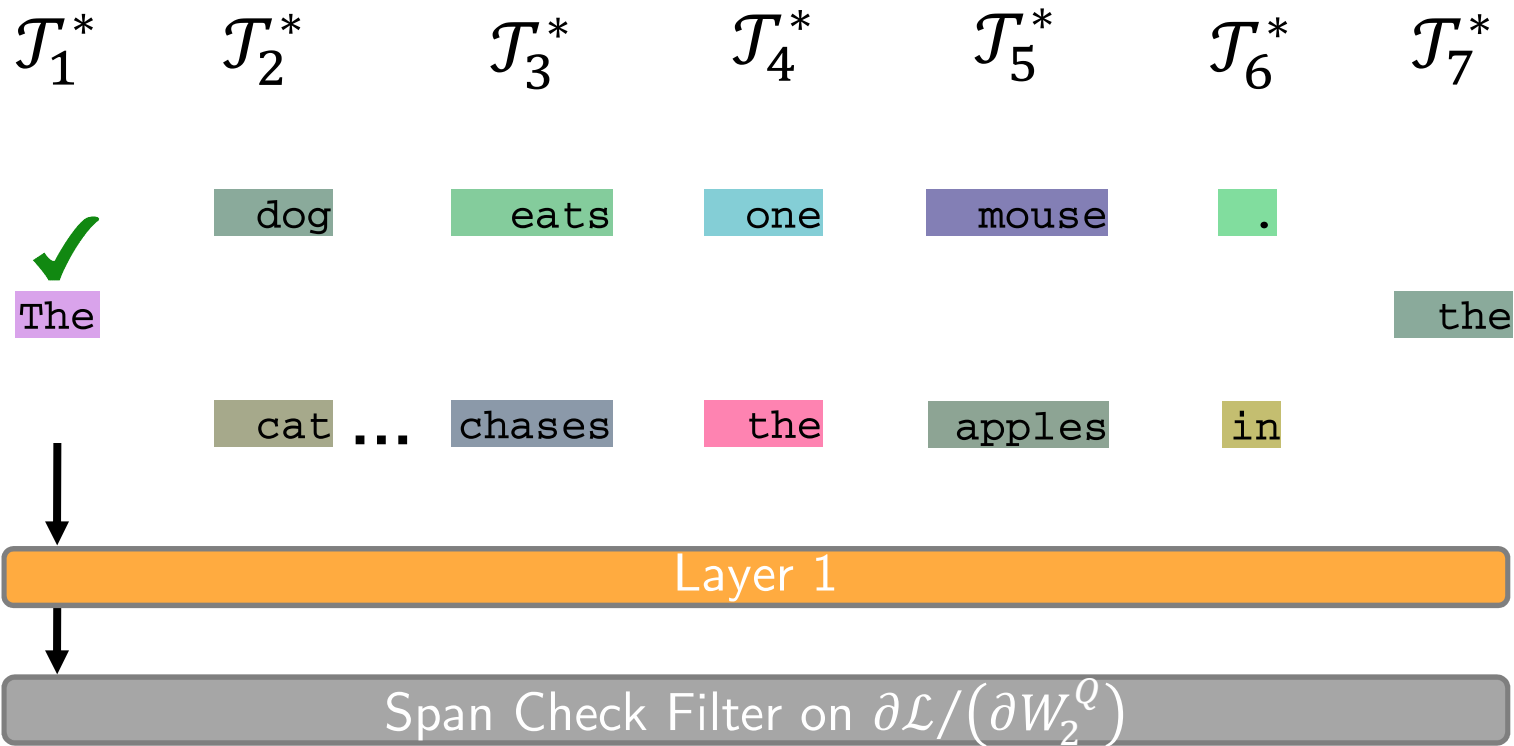 𝒯₁* 𝒯₂* 𝒯₃* 𝒯₄* 𝒯₅* 𝒯₆* 𝒯₇*
dog eats one mouse .
The the
cat ... chases the apples in
Layer 1
Span Check Filter on ∂ℒ/(∂W₂^Q)